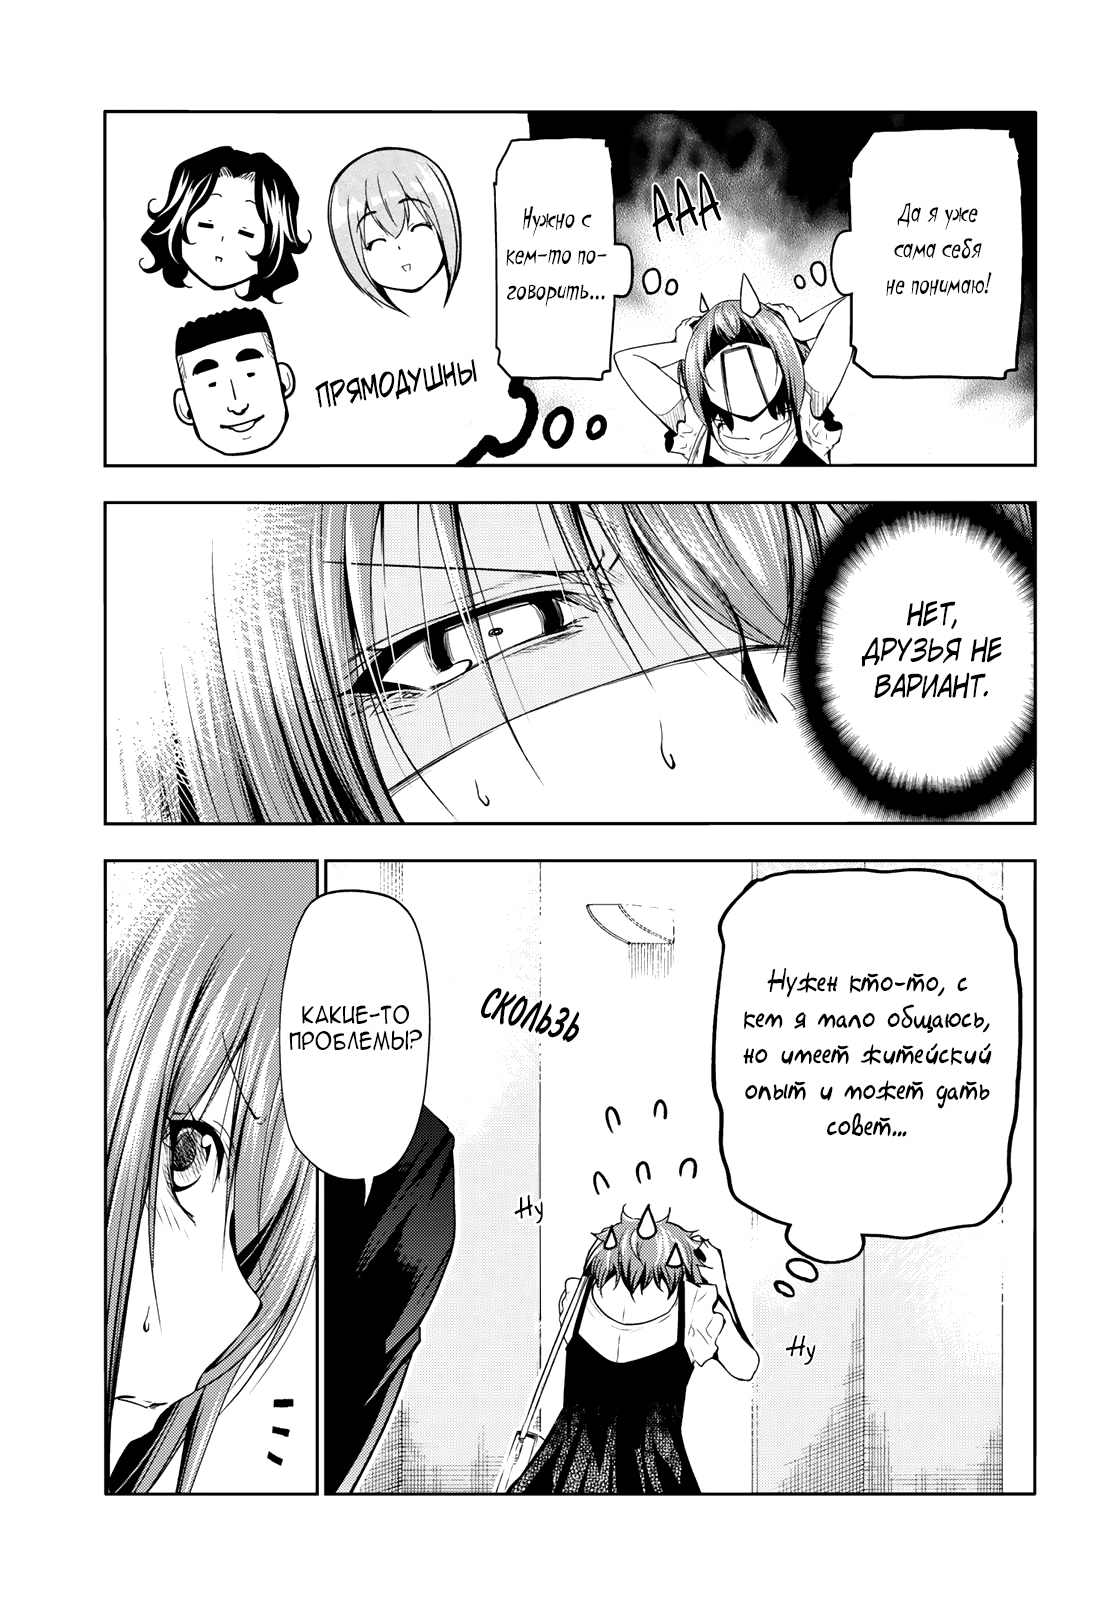 Да я уже
сама себя
не понимаю!
ААА
Нужно с
кем-то по-
говорить...
ПРЯМОДУШНЫ
НЕТ,
ДРУЗЬЯ НЕ
ВАРИАНТ.
Нужен кто-то, с
кем я мало общаюсь,
но имеет житейский
опыт и может дать
совет...
СКОЛЬЗЬ
Ну
Ну
КАКИЕ-ТО
ПРОБЛЕМЫ?